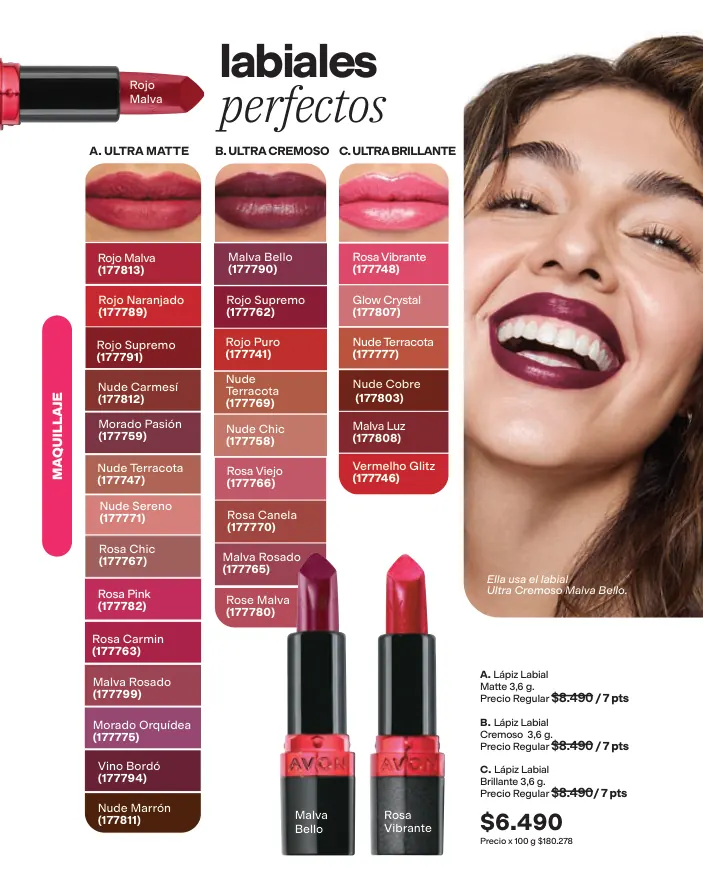 Rojo
Malva
labiales
perfectos
A. ULTRA MATTE
Rojo Malva
(177813)
Rojo Naranjado
(177789)
Rojo Supremo
(177791)
Nude Carmesí
(177812)
Morado Pasión
(177759)
Nude Terracota
(177747)
Nude Sereno
(177771)
Rosa Chic
(177767)
Rosa Pink
(177782)
Rosa Carmin
(177763)
Malva Rosado
(177799)
Morado Orquídea
(177775)
Vino Bordó
(177794)
Nude Marrón
(177811)
B. ULTRA CREMOSO
Malva Bello
(177790)
Rojo Supremo
(177762)
Rojo Puro
(177741)
Nude
Terracota
(177769)
Nude Chic
(177758)
Rosa Viejo
(177766)
Rosa Canela
(177770)
Malva Rosado
(177765)
Rose Malva
(177780)
C. ULTRA BRILLANTE
Rosa Vibrante
(177748)
Glow Crystal
(177807)
Nude Terracota
(177777)
Nude Cobre
(177803)
Malva Luz
(177808)
Vermelho Glitz
(177746)
MAQUILLAJE
Ella usa el labial
Ultra Cremoso Malva Bello.
AVON
Malva
Bello
AVON
Rosa
Vibrante
A. Lápiz Labial
Matte 3,6 g.
Precio Regular $8.490 / 7 pts
B. Lápiz Labial
Cremoso 3,6 g.
Precio Regular $8.490 / 7 pts
C. Lápiz Labial
Brillante 3,6 g.
Precio Regular $8.490 / 7 pts
$6.490
Precio x 100 g $180.278